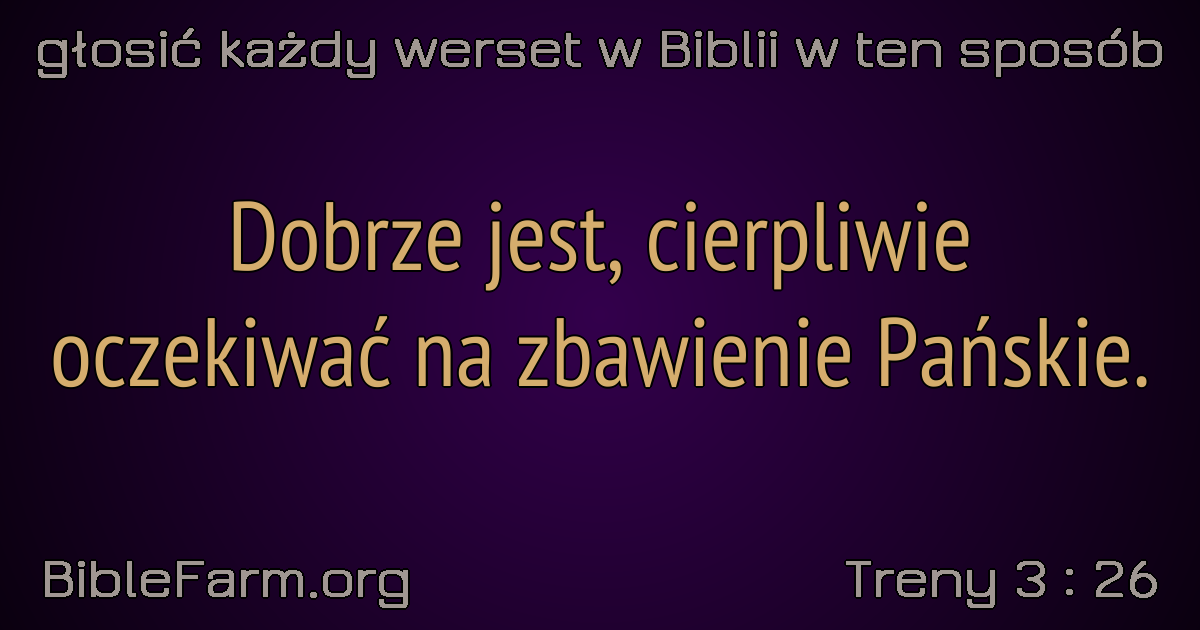 głosić każdy werset w Biblii w ten sposób
Dobrze jest, cierpliwie
oczekiwać na zbawienie Pańskie.
BibleFarm.org
Treny 3 : 26